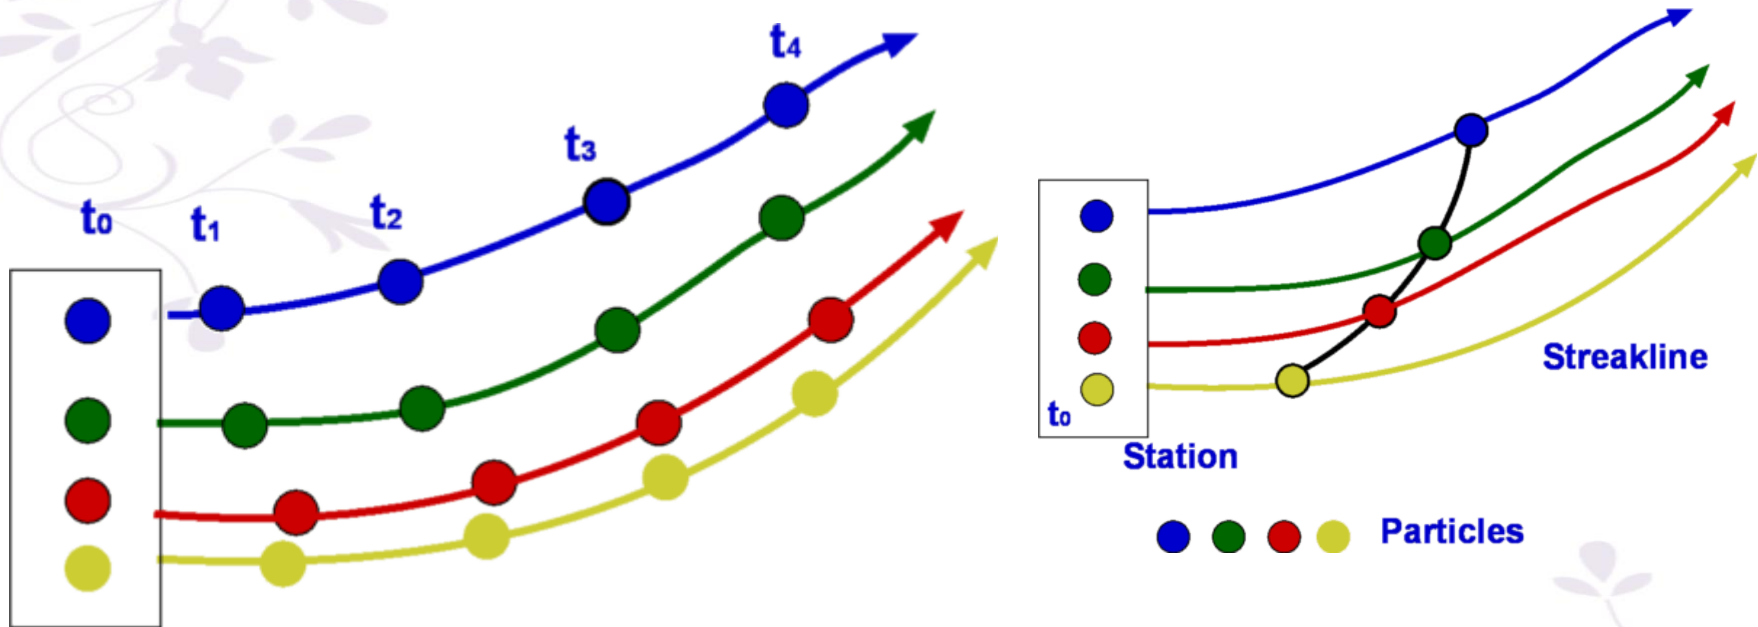 t₀
t₁
t₂
t₃
t₄
t₀
Station
Streakline
Particles